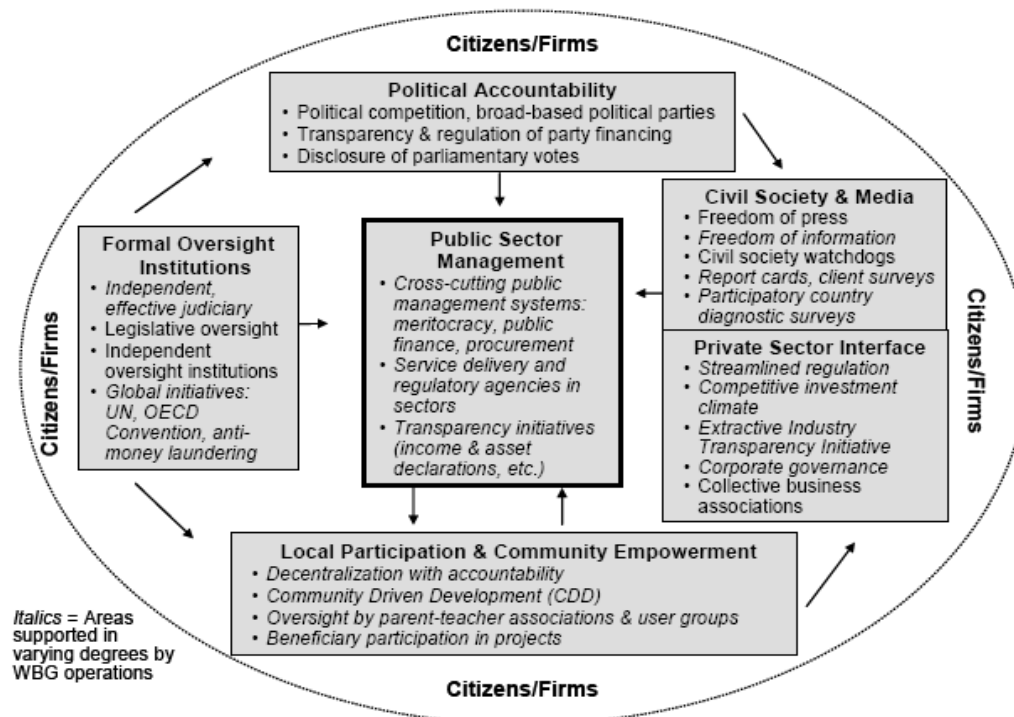 Citizens/Firms
Political Accountability
• Political competition, broad-based political parties
• Transparency & regulation of party financing
• Disclosure of parliamentary votes
Formal Oversight
Institutions
• Independent,
effective judiciary
• Legislative oversight
• Independent
oversight institutions
• Global initiatives:
UN, OECD
Convention, anti-
money laundering
Public Sector
Management
• Cross-cutting public
management systems:
meritocracy, public
finance, procurement
• Service delivery and
regulatory agencies in
sectors
• Transparency initiatives
(income & asset
declarations, etc.)
Civil Society & Media
• Freedom of press
• Freedom of information
• Civil society watchdogs
• Report cards, client surveys
• Participatory country
diagnostic surveys
Private Sector Interface
• Streamlined regulation
• Competitive investment
climate
• Extractive Industry
Transparency Initiative
• Corporate governance
• Collective business
associations
Citizens/Firms
Citizens/Firms
Local Participation & Community Empowerment
• Decentralization with accountability
• Community Driven Development (CDD)
• Oversight by parent-teacher associations & user groups
• Beneficiary participation in projects
Italics = Areas
supported in
varying degrees by
WBG operations
Citizens/Firms